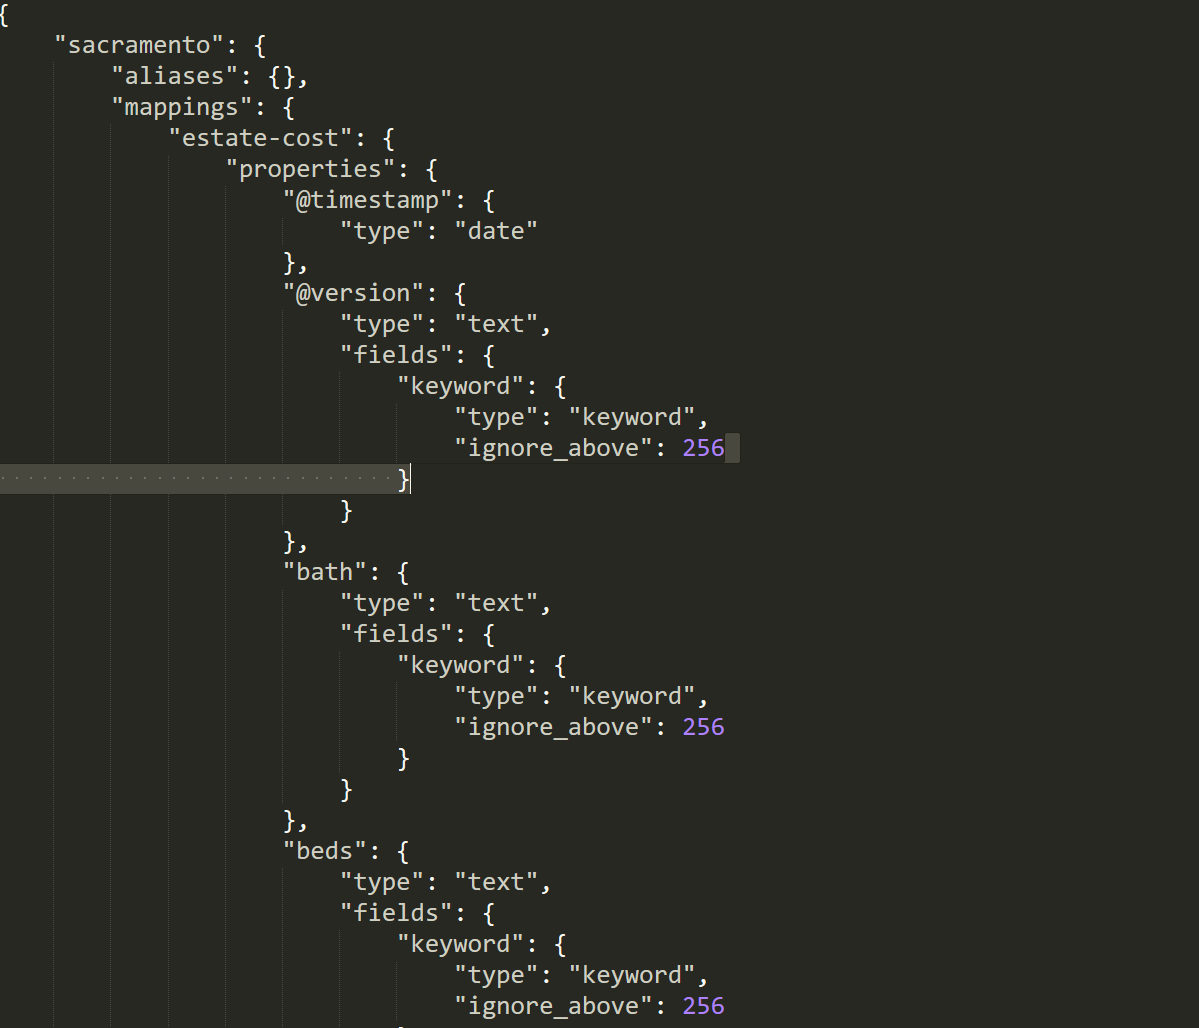 {
    "sacramento": {
        "aliases": {},
        "mappings": {
            "estate-cost": {
                "properties": {
                    "@timestamp": {
                        "type": "date"
                    },
                    "@version": {
                        "type": "text",
                        "fields": {
                            "keyword": {
                                "type": "keyword",
                                "ignore_above": 256
                            }
                        }
                    },
                    "bath": {
                        "type": "text",
                        "fields": {
                            "keyword": {
                                "type": "keyword",
                                "ignore_above": 256
                            }
                        }
                    },
                    "beds": {
                        "type": "text",
                        "fields": {
                            "keyword": {
                                "type": "keyword",
                                "ignore_above": 256